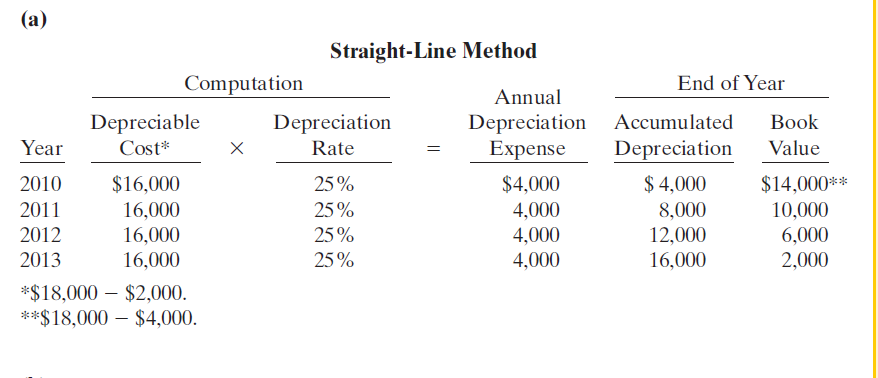 (a)
Straight-Line Method
Computation End of Year
Annual
Depreciable Depreciation Depreciation Accumulated Book
Year Cost* × Rate = Expense Depreciation Value
2010 $16,000 25% $4,000 $ 4,000 $14,000**
2011 16,000 25% 4,000 8,000 10,000
2012 16,000 25% 4,000 12,000 6,000
2013 16,000 25% 4,000 16,000 2,000
*$18,000 – $2,000.
**$18,000 – $4,000.